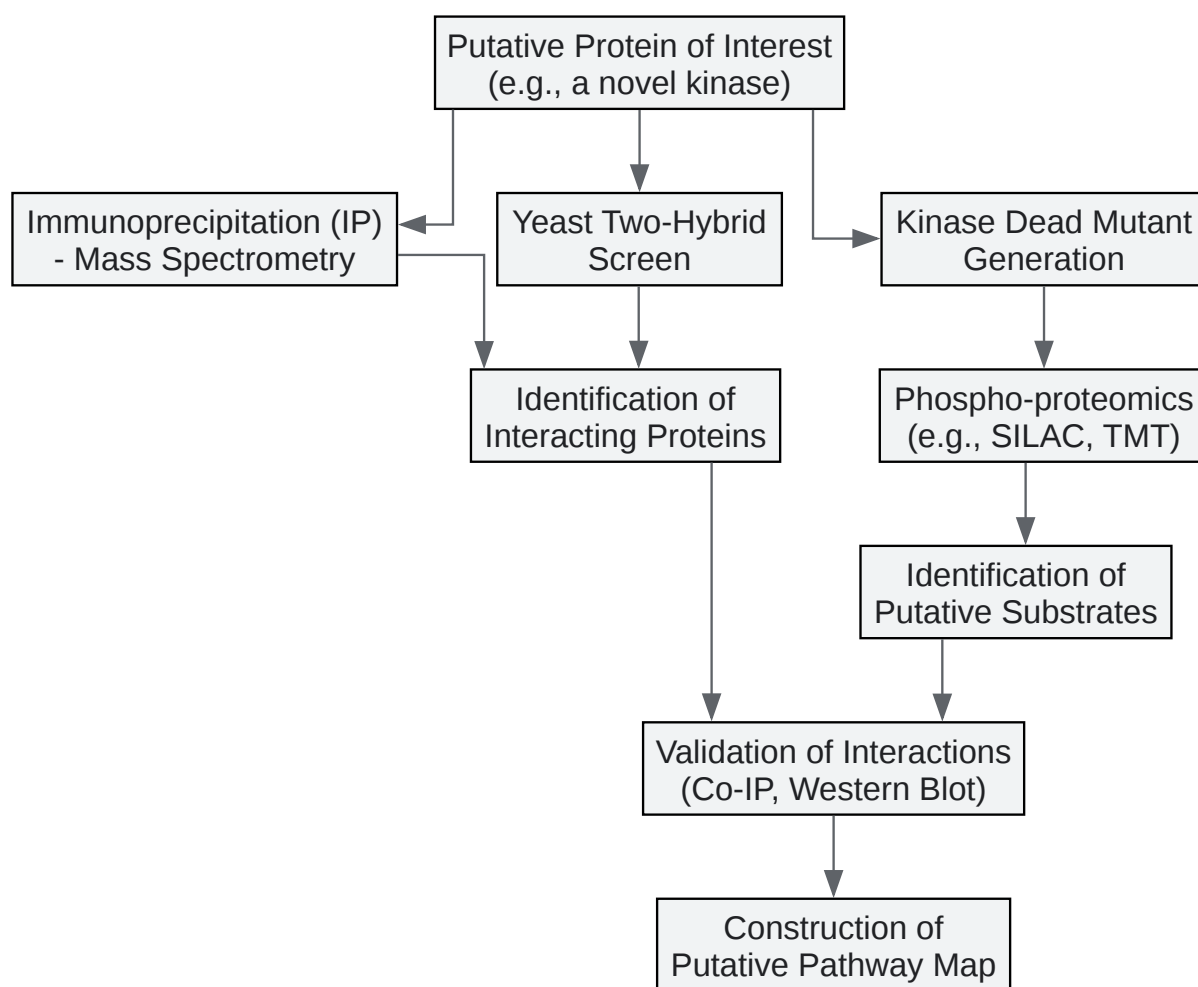 Putative Protein of Interest
(e.g., a novel kinase)
Immunoprecipitation (IP)
- Mass Spectrometry
Yeast Two-Hybrid
Screen
Kinase Dead Mutant
Generation
Identification of
Interacting Proteins
Phospho-proteomics
(e.g., SILAC, TMT)
Identification of
Putative Substrates
Validation of Interactions
(Co-IP, Western Blot)
Construction of
Putative Pathway Map